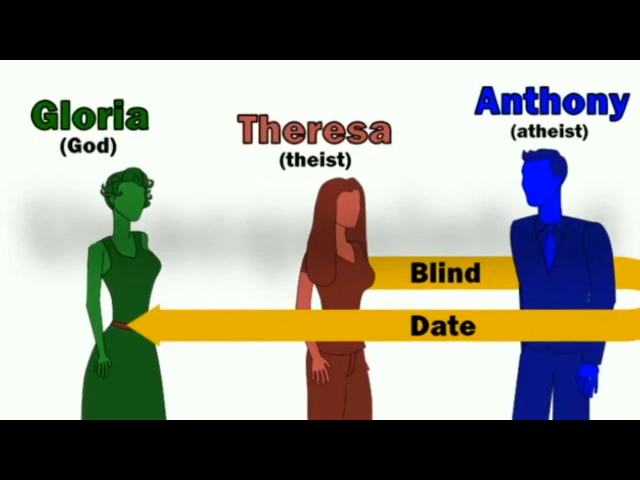 Gloria
(God)
Theresa
(theist)
Anthony
(atheist)
Blind
Date